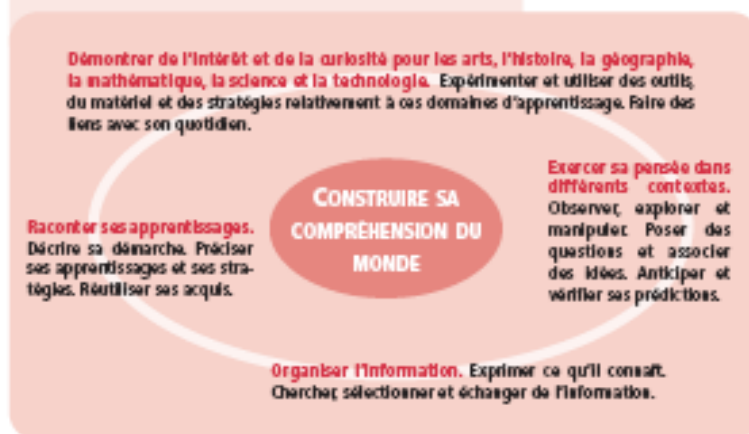 Démontrer de l'intérêt et de la curiosité pour les arts, l'histoire, la géographie,
la mathématique, la science et la technologie. Expérimenter et utiliser des outils,
du matériel et des stratégies relativement à ces domaines d'apprentissage. Faire des
liens avec son quotidien.
CONSTRUIRE SA
COMPRÉHENSION DU
MONDE
Exercer sa pensée dans
différents contextes.
Observer, explorer et
manipuler. Poser des
questions et associer
des idées. Anticiper et
vérifier ses prédictions.
Organiser l'information. Exprimer ce qu'il connaît.
Chercher, sélectionner et échanger de l'information.
Raconter ses apprentissages.
Décrire sa démarche. Préciser
ses apprentissages et ses stra-
tégies. Réutiliser ses acquis.